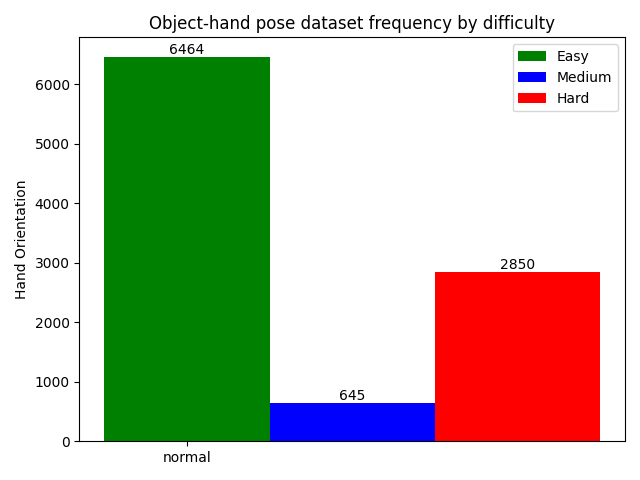 Object-hand pose dataset frequency by difficulty
Hand Orientation
6000
5000
4000
3000
2000
1000
0
6464
645
2850
Easy
Medium
Hard
normal